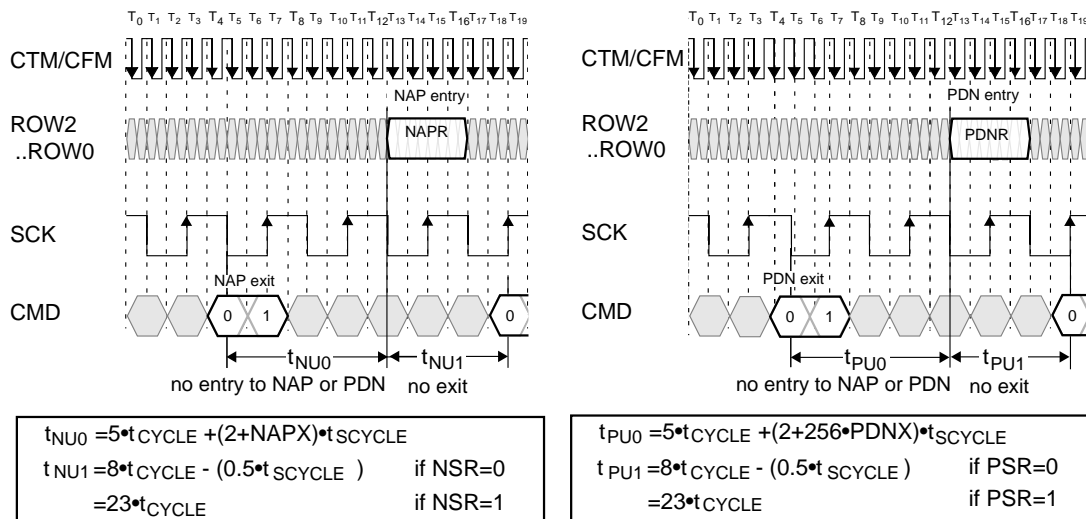 T0 T1 T2 T3 T4 T5 T6 T7 T8 T9 T10 T11 T12 T13 T14 T15 T16 T17 T18 T19
CTM/CFM
NAP entry
ROW2
..ROW0
NAPR
SCK
NAP exit
CMD
0 1 0
tNU0 tNU1
no entry to NAP or PDN no exit
tNU0 =5•tCYCLE +(2+NAPX)•tSCYCLE
tNU1=8•tCYCLE - (0.5•tSCYCLE ) if NSR=0
=23•tCYCLE if NSR=1
T0 T1 T2 T3 T4 T5 T6 T7 T8 T9 T10 T11 T12 T13 T14 T15 T16 T17 T18 T19
CTM/CFM
PDN entry
ROW2
..ROW0
PDNR
SCK
PDN exit
CMD
0 1 0
tPU0 tPU1
no entry to NAP or PDN no exit
tPU0 =5•tCYCLE +(2+256•PDNX)•tSCYCLE
tPU1=8•tCYCLE - (0.5•tSCYCLE ) if PSR=0
=23•tCYCLE if PSR=1